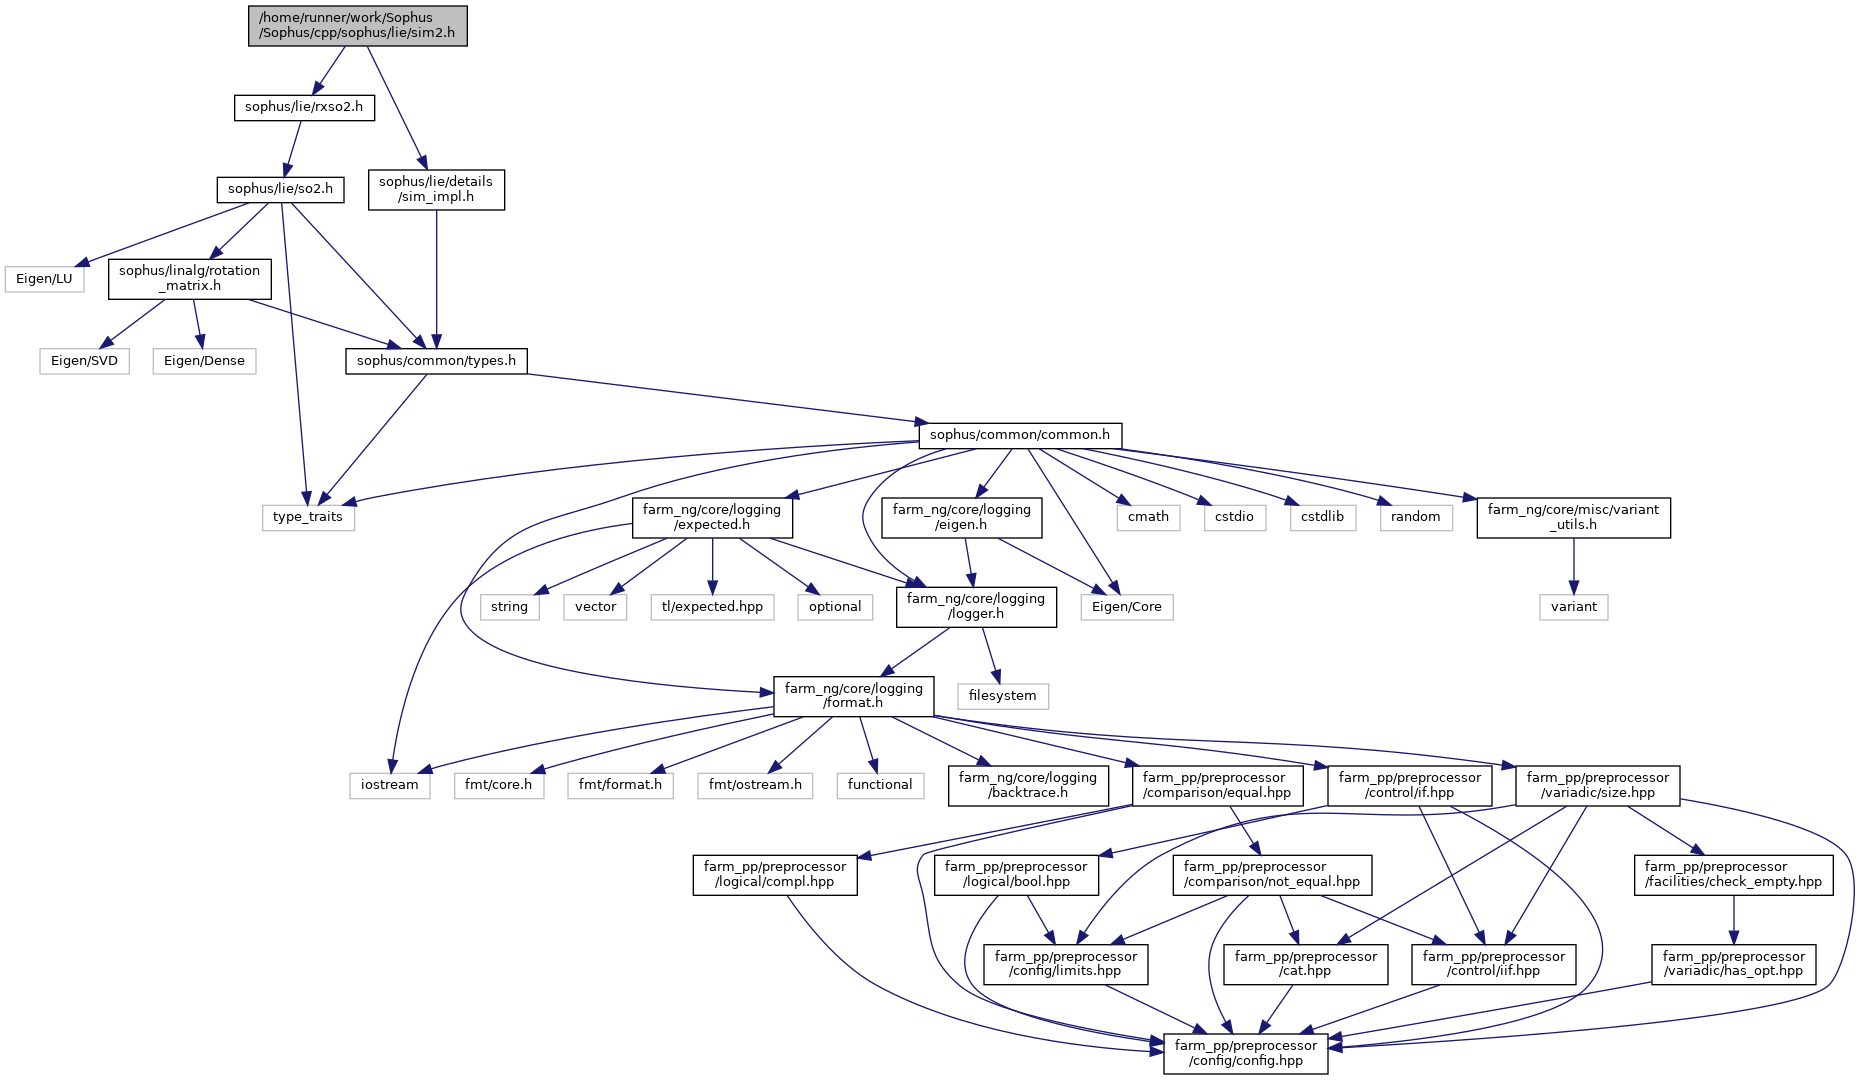 /home/runner/work/Sophus
/Sophus/cpp/sophus/lie/sim2.h
sophus/lie/rxso2.h
sophus/lie/so2.h
sophus/lie/details
/sim_impl.h
Eigen/LU
sophus/linalg/rotation
_matrix.h
Eigen/SVD
Eigen/Dense
sophus/common/types.h
sophus/common/common.h
type_traits
farm_ng/core/logging
/expected.h
farm_ng/core/logging
/eigen.h
cmath
cstdio
cstdlib
random
farm_ng/core/misc/variant
_utils.h
string
vector
tl/expected.hpp
optional
farm_ng/core/logging
/logger.h
Eigen/Core
variant
farm_ng/core/logging
/format.h
filesystem
iostream
fmt/core.h
fmt/format.h
fmt/ostream.h
functional
farm_ng/core/logging
/backtrace.h
farm_pp/preprocessor
/comparison/equal.hpp
farm_pp/preprocessor
/control/if.hpp
farm_pp/preprocessor
/variadic/size.hpp
farm_pp/preprocessor
/logical/compl.hpp
farm_pp/preprocessor
/logical/bool.hpp
farm_pp/preprocessor
/comparison/not_equal.hpp
farm_pp/preprocessor
/facilities/check_empty.hpp
farm_pp/preprocessor
/config/limits.hpp
farm_pp/preprocessor
/cat.hpp
farm_pp/preprocessor
/control/iif.hpp
farm_pp/preprocessor
/variadic/has_opt.hpp
farm_pp/preprocessor
/config/config.hpp